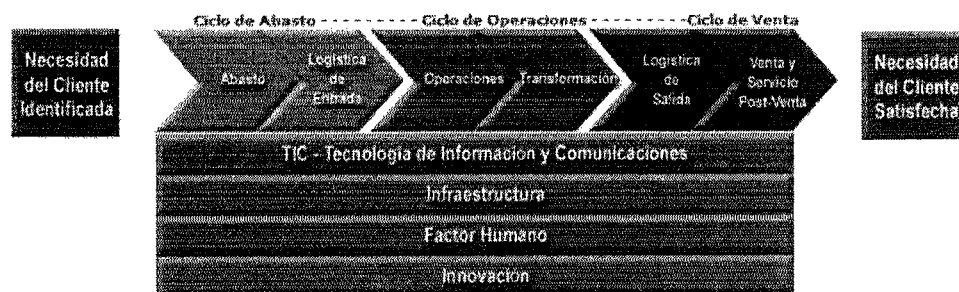 Ciclo de Abasto - - - - - - - - Ciclo de Operaciones - - - - - - - - Ciclo de Venta
Necesidad
del Cliente
Identificada
Abasto
Logística
de
Entrada
Operaciones
Transformación
Logística
de
Salida
Venta y
Servicio
Post-Venta
Necesidad
del Cliente
Satisfecha
TIC - Tecnología de Informacion y Comunicaciones
Infraestructura
Factor Humano
Innovación